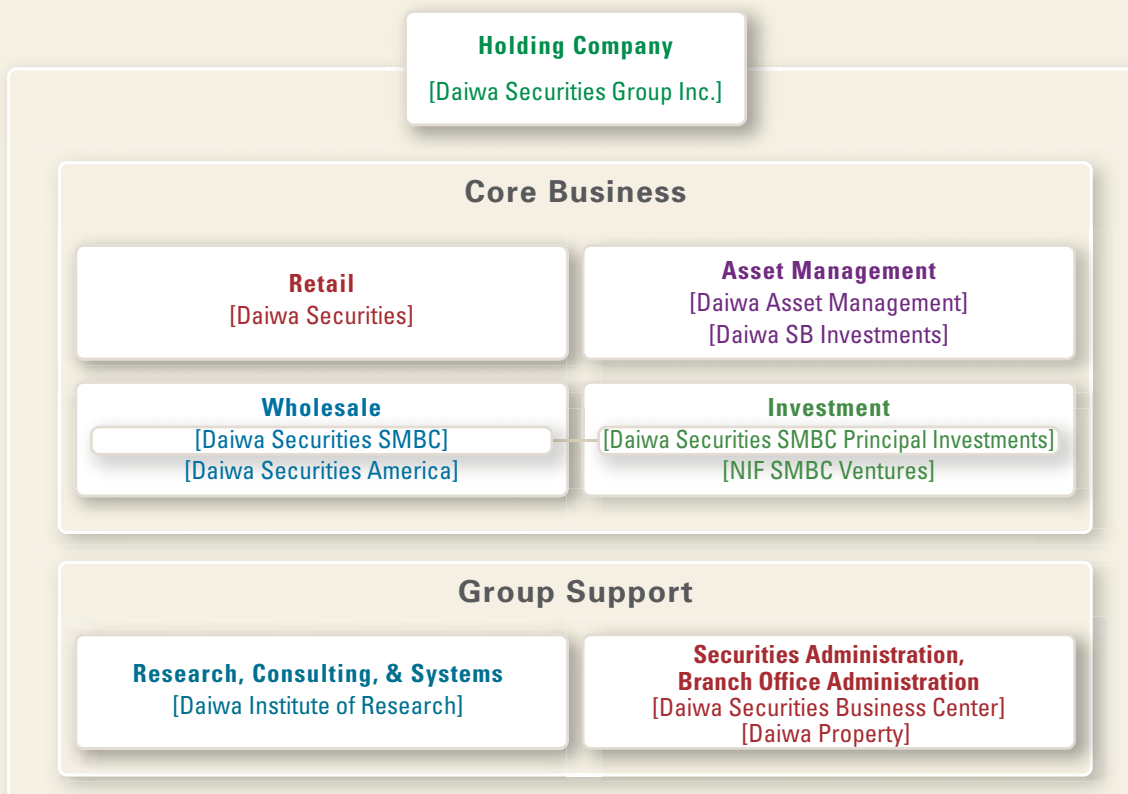 Holding Company
[Daiwa Securities Group Inc.]
Core Business
Retail
[Daiwa Securities]
Asset Management
[Daiwa Asset Management]
[Daiwa SB Investments]
Wholesale
[Daiwa Securities SMBC]
[Daiwa Securities America]
Investment
[Daiwa Securities SMBC Principal Investments]
[NIF SMBC Ventures]
Group Support
Research, Consulting, & Systems
[Daiwa Institute of Research]
Securities Administration,
Branch Office Administration
[Daiwa Securities Business Center]
[Daiwa Property]